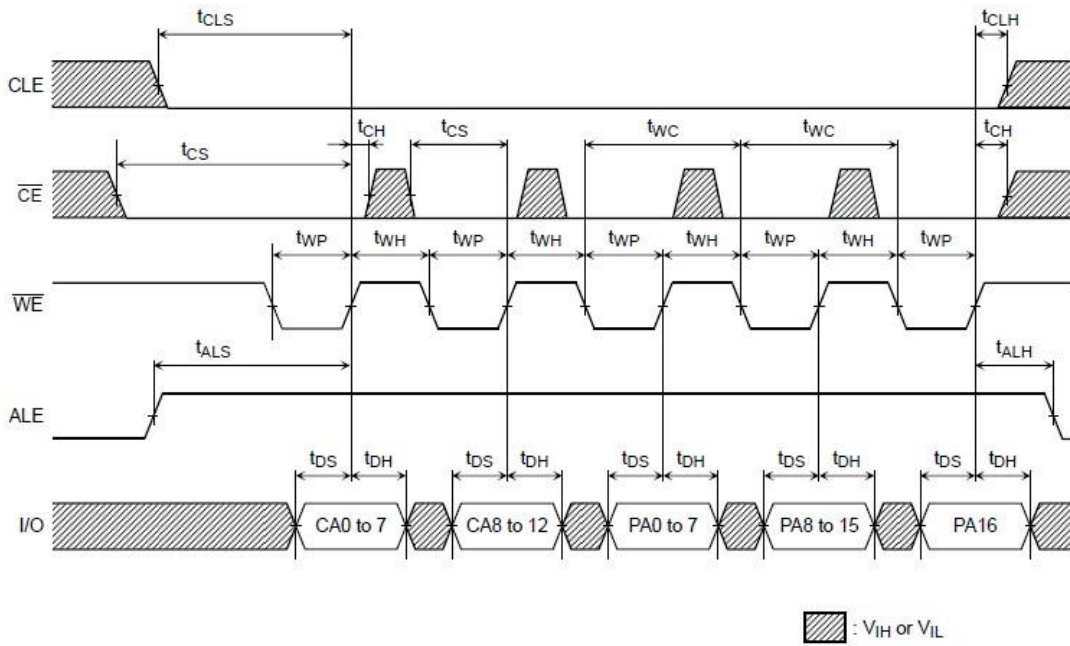 tCLS tCLH
CLE
tCH tCS tWC tWC tCH
tCS
CE
tWP tWH tWP tWH tWP tWH tWP tWH tWP
WE
tALS tALH
ALE
tDS tDH tDS tDH tDS tDH tDS tDH tDS tDH
I/O CA0 to 7 CA8 to 12 PA0 to 7 PA8 to 15 PA16
: VIH or VIL